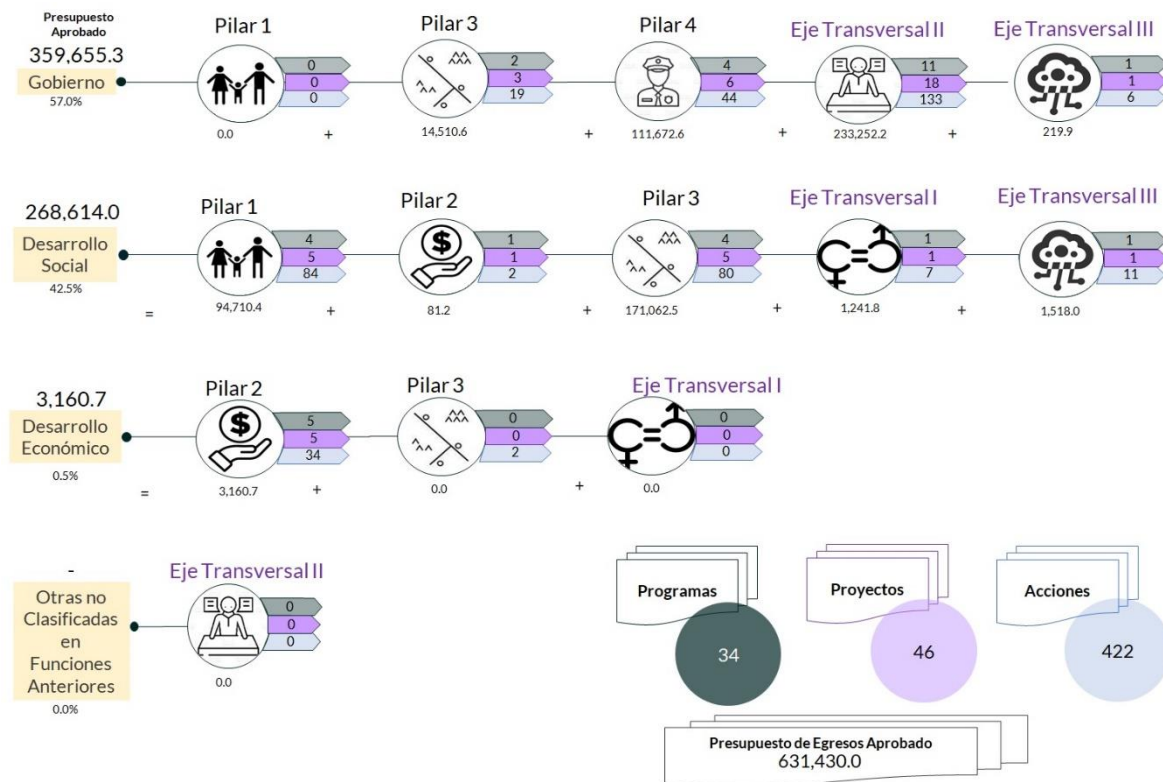 Presupuesto
Aprobado
359,655.3
Gobierno
57.0%
Pilar 1
0
0
0
0.0
+
Pilar 3
2
3
19
14,510.6
+
Pilar 4
4
6
44
111,672.6
+
Eje Transversal II
11
18
133
233,252.2
+
Eje Transversal III
1
1
6
219.9
268,614.0
Desarrollo
Social
42.5%
=
Pilar 1
4
5
84
94,710.4
+
Pilar 2
$
1
1
2
81.2
+
Pilar 3
4
5
80
171,062.5
+
Eje Transversal I
1
1
7
1,241.8
+
Eje Transversal III
1
1
11
1,518.0
3,160.7
Desarrollo
Económico
0.5%
=
Pilar 2
$
5
5
34
3,160.7
+
Pilar 3
0
0
2
0.0
+
Eje Transversal I
0
0
0
0.0
-
Otras no
Clasificadas
en
Funciones
Anteriores
0.0%
Eje Transversal II
0
0
0
0.0
Programas
34
Proyectos
46
Acciones
422
Presupuesto de Egresos Aprobado
631,430.0